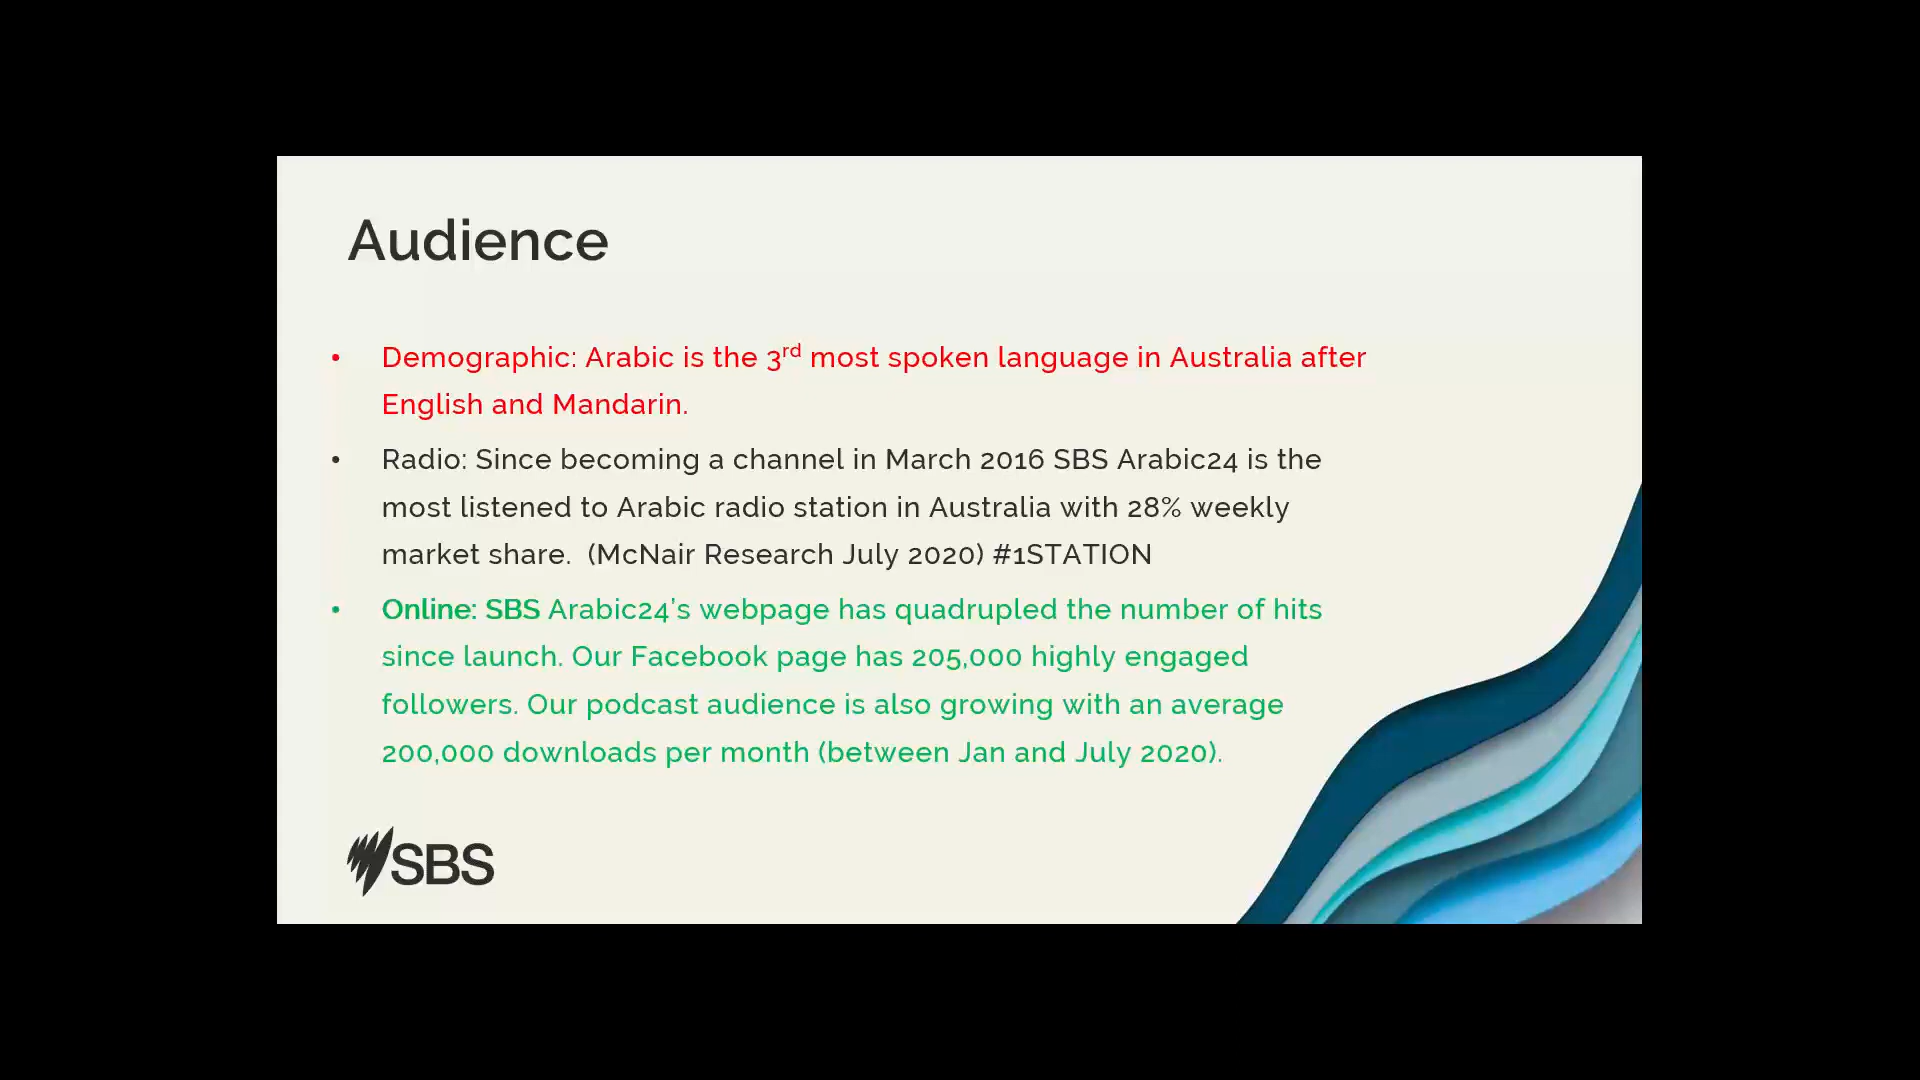 Audience
• Demographic: Arabic is the 3rd most spoken language in Australia after
English and Mandarin.
• Radio: Since becoming a channel in March 2016 SBS Arabic24 is the
most listened to Arabic radio station in Australia with 28% weekly
market share.  (McNair Research July 2020) #1STATION
• Online: SBS Arabic24's webpage has quadrupled the number of hits
since launch. Our Facebook page has 205,000 highly engaged
followers. Our podcast audience is also growing with an average
200,000 downloads per month (between Jan and July 2020).
SBS